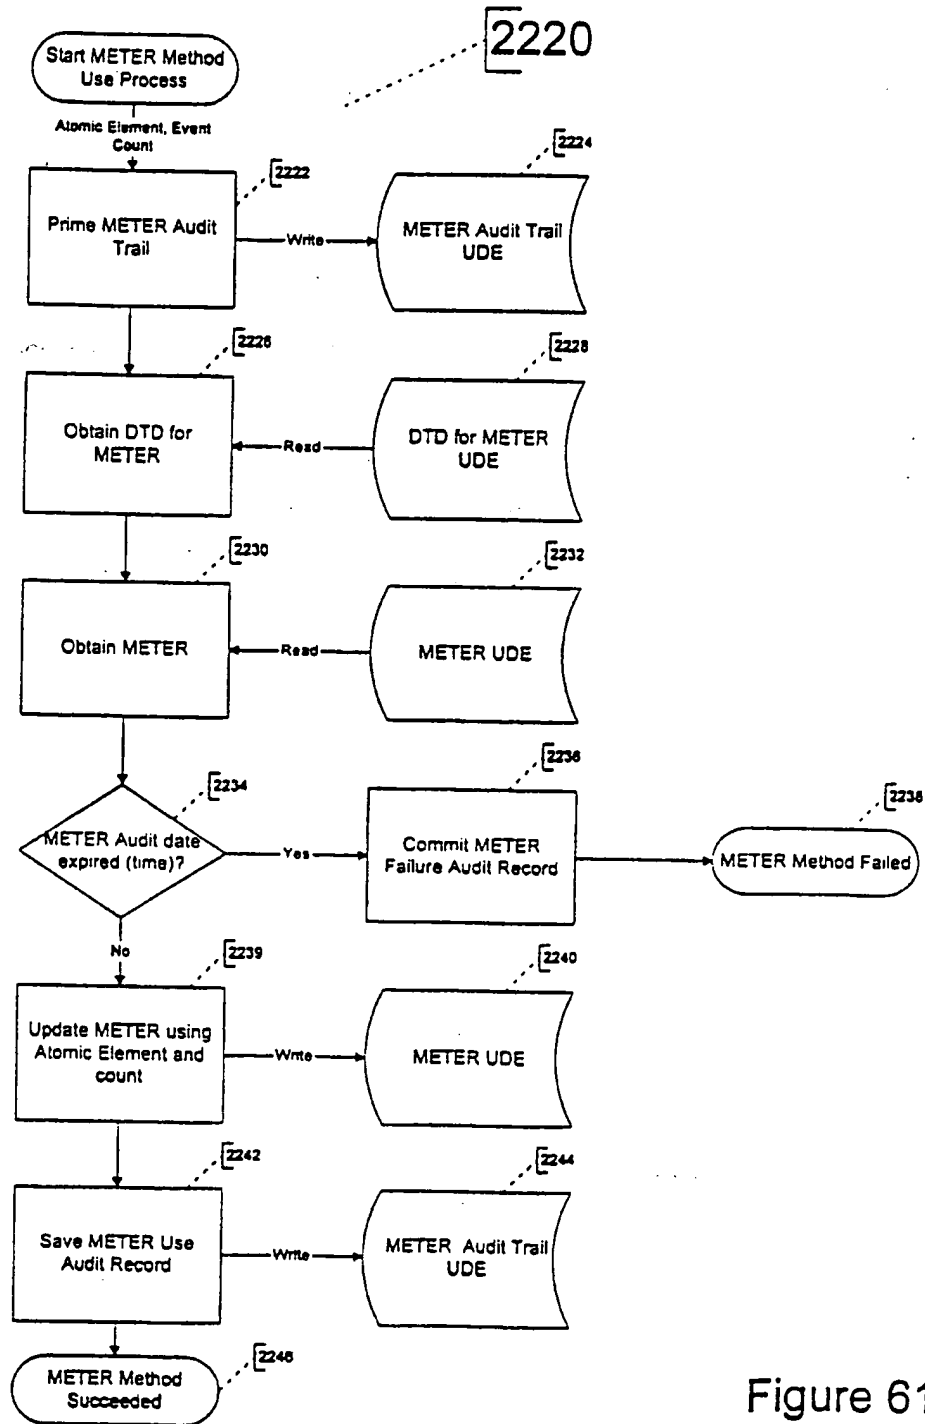 2220
Start METER Method
Use Process
Atomic Element, Event
Count
2222
2224
Prime METER Audit
Trail
Write
METER Audit Trail
UDE
2226
2228
Obtain DTD for
METER
Read
DTD for METER
UDE
2230
2232
Obtain METER
Read
METER UDE
2234
2236
2238
METER Audit date
expired (time)?
Yes
Commit METER
Failure Audit Record
METER Method Failed
No
2239
2240
Update METER using
Atomic Element and
count
Write
METER UDE
2242
2244
Save METER Use
Audit Record
Write
METER Audit Trail
UDE
2246
METER Method
Succeeded
Figure 61